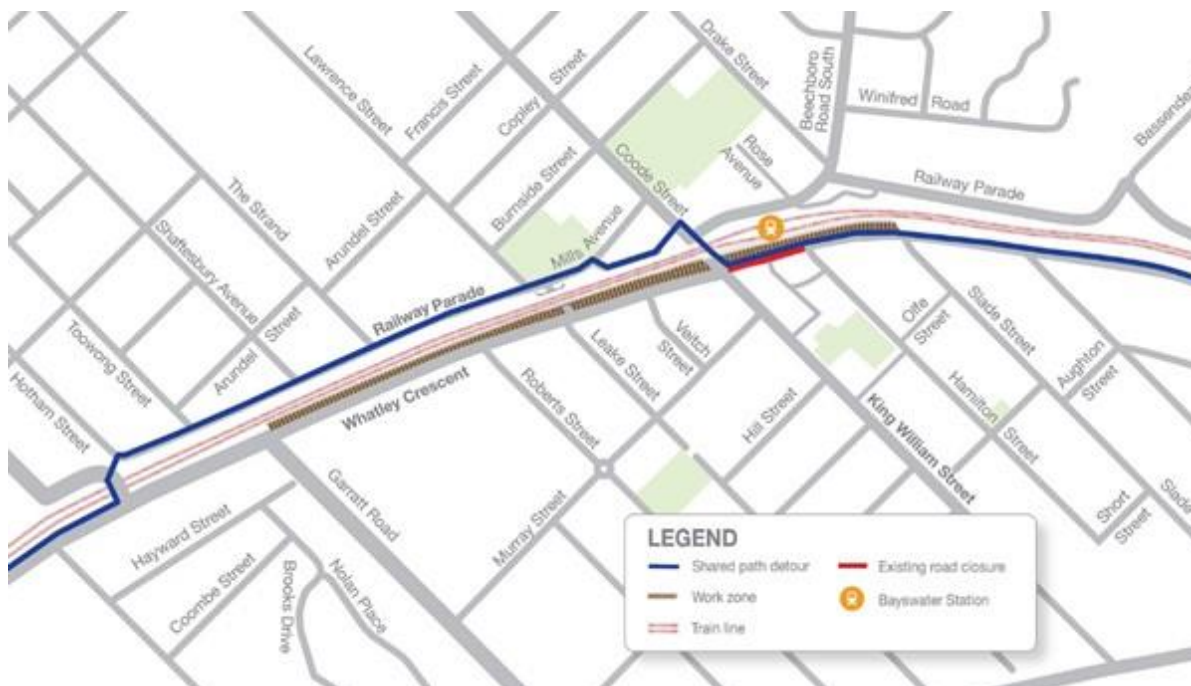 Drake Street
Lawrence Street
Francis Street
Copley Street
Beechboro
Road South
Winifred Road
Bassende
Rose
Avenue
Coode Street
Railway Parade
Burnside Street
The Strand
Arundel Street
Mills Avenue
Shaftesbury Avenue
Railway Parade
Toowong Street
Arundel Street
Hotham Street
Whatley Crescent
Veitch
Street
Leake Street
Olfe
Street
Slade Street
Aughton
Street
Roberts Street
Hill Street
King William Street
Hamilton
Street
Garratt Road
Hayward Street
Murray Street
Short
Street
Slade
Coombe Street
Brooks Drive
Nolan Place
LEGEND
Shared path detour
Existing road closure
Work zone
Bayswater Station
Train line